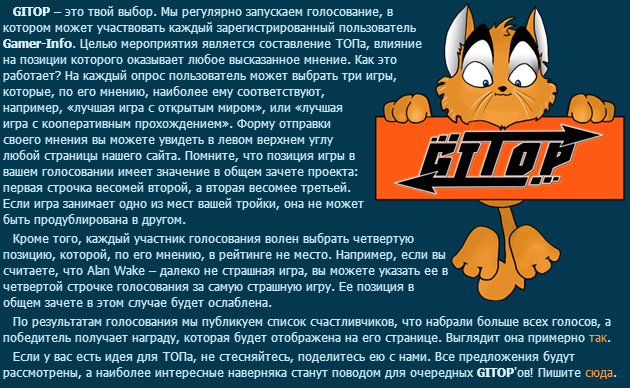 GITOP – это твой выбор. Мы регулярно запускаем голосование, в
котором может участвовать каждый зарегистрированный пользователь
Gamer-Info. Целью мероприятия является составление ТОПа, влияние
на позиции которого оказывает любое высказанное мнение. Как это
работает? На каждый опрос пользователь может выбрать три игры,
которые, по его мнению, наиболее ему соответствуют,
например, «лучшая игра с открытым миром», или «лучшая
игра с кооперативным прохождением». Форму отправки
своего мнения вы можете увидеть в левом верхнем углу
любой страницы нашего сайта. Помните, что позиция игры в
вашем голосовании имеет значение в общем зачете проекта:
первая строчка весомей второй, а вторая весомее третьей.
Если игра занимает одно из мест вашей тройки, она не может
быть продублирована в другом.
GITOP
Кроме того, каждый участник голосования волен выбрать четвертую
позицию, которой, по его мнению, в рейтинге не место. Например, если вы
считаете, что Alan Wake – далеко не страшная игра, вы можете указать ее в
четвертой строчке голосования за самую страшную игру. Ее позиция в
общем зачете в этом случае будет ослаблена.
По результатам голосования мы публикуем список счастливчиков, что набрали больше всех голосов, а
победитель получает награду, которая будет отображена на его странице. Выглядит она примерно так.
Если у вас есть идея для ТОПа, не стесняйтесь, поделитесь ею с нами. Все предложения будут
рассмотрены, а наиболее интересные наверняка станут поводом для очередных GITOP'ов! Пишите сюда.